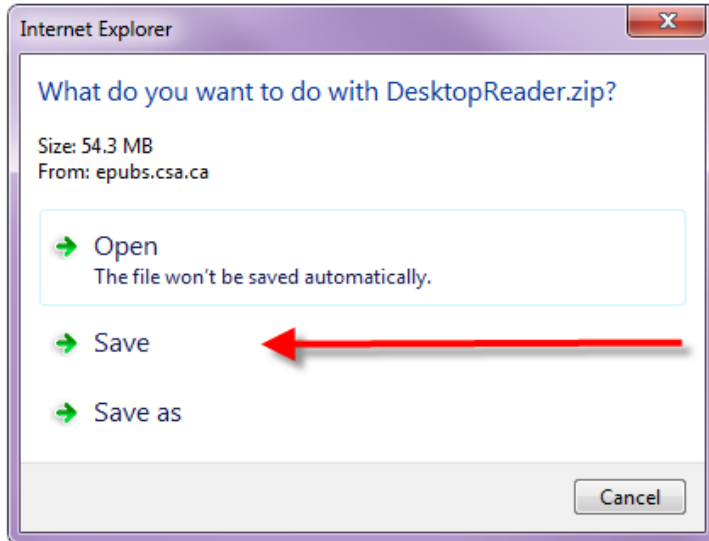 Internet Explorer
What do you want to do with DesktopReader.zip?
Size: 54.3 MB
From: epubs.csa.ca
Open
The file won't be saved automatically.
Save
Save as
Cancel